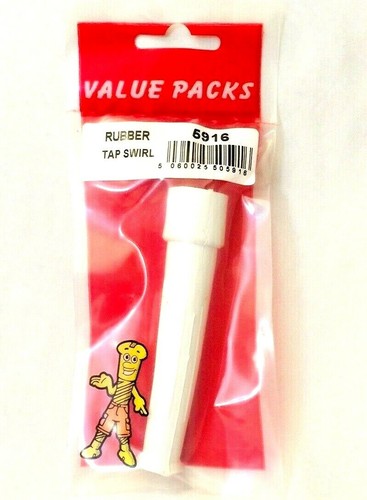 VALUE PACKS
RUBBER 5916
TAP SWIRL
5 060025 505916